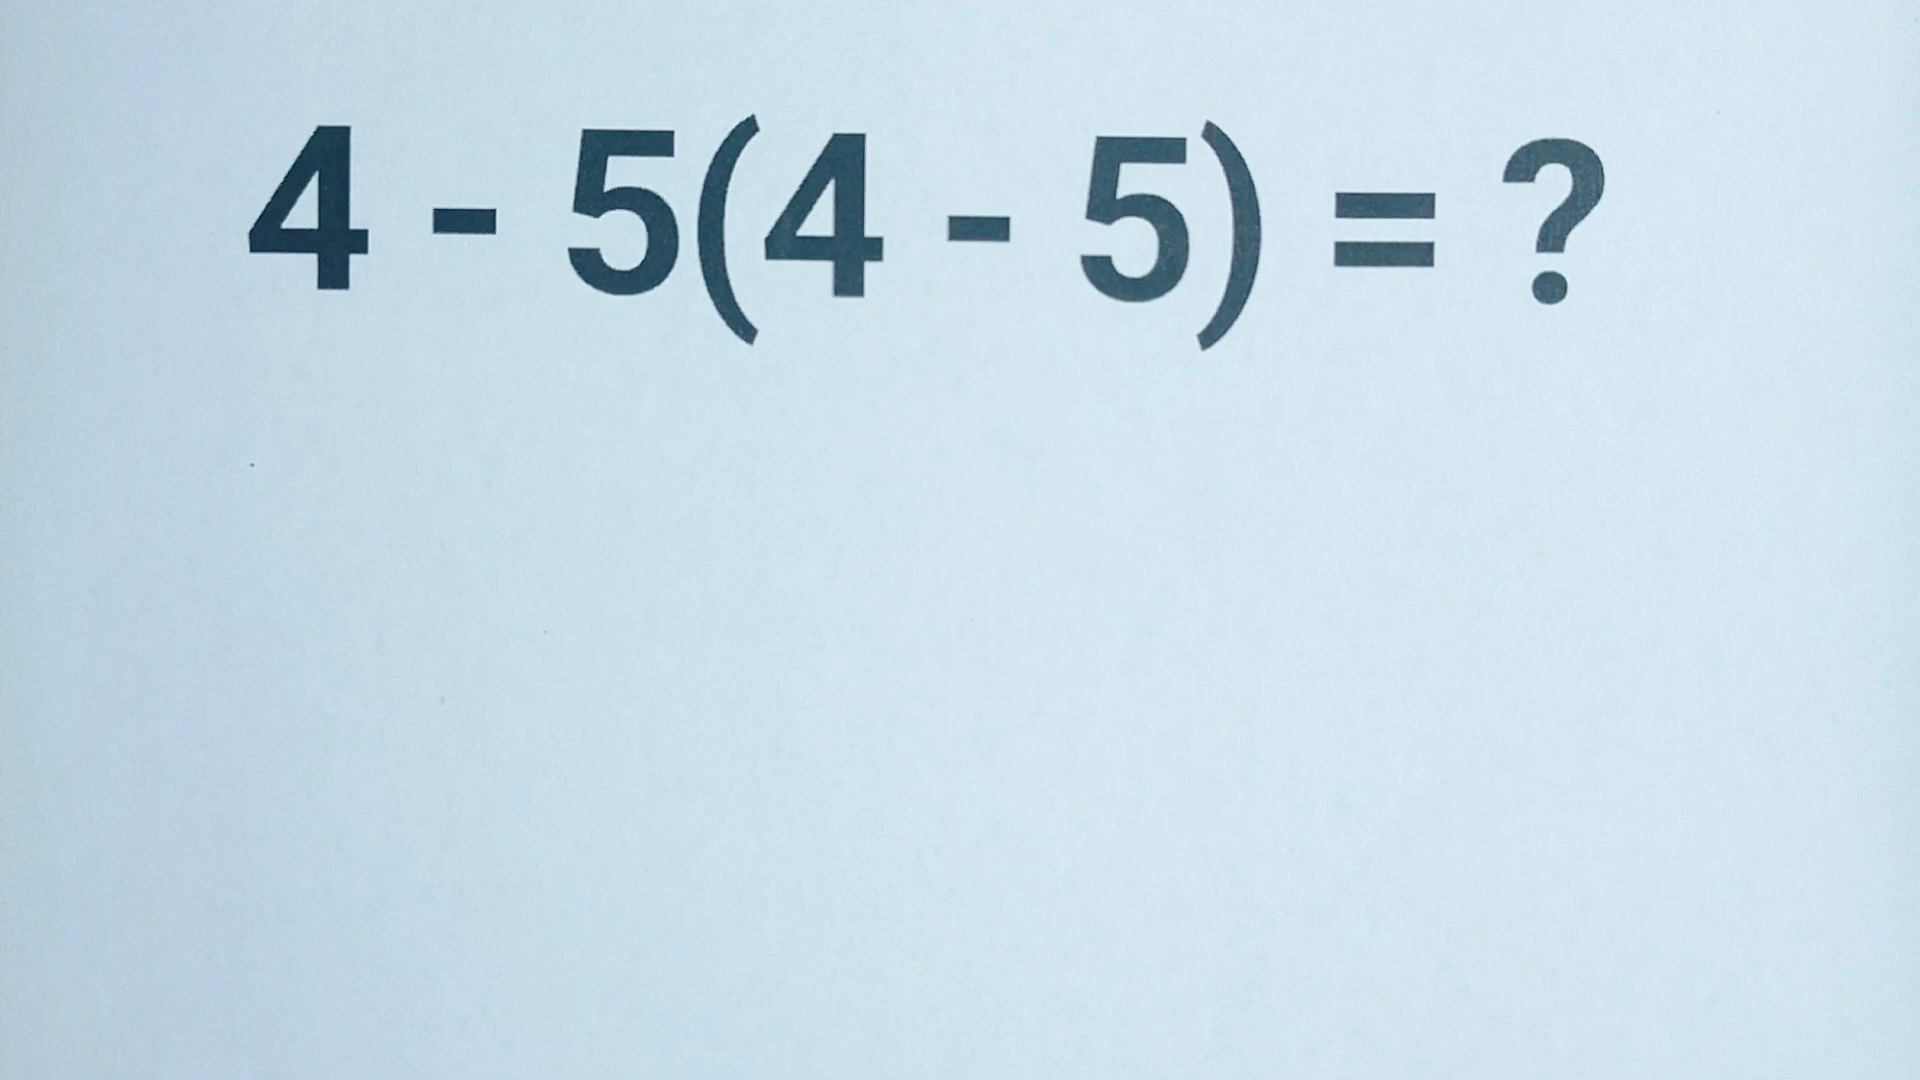 4 - 5(4 - 5) = ?